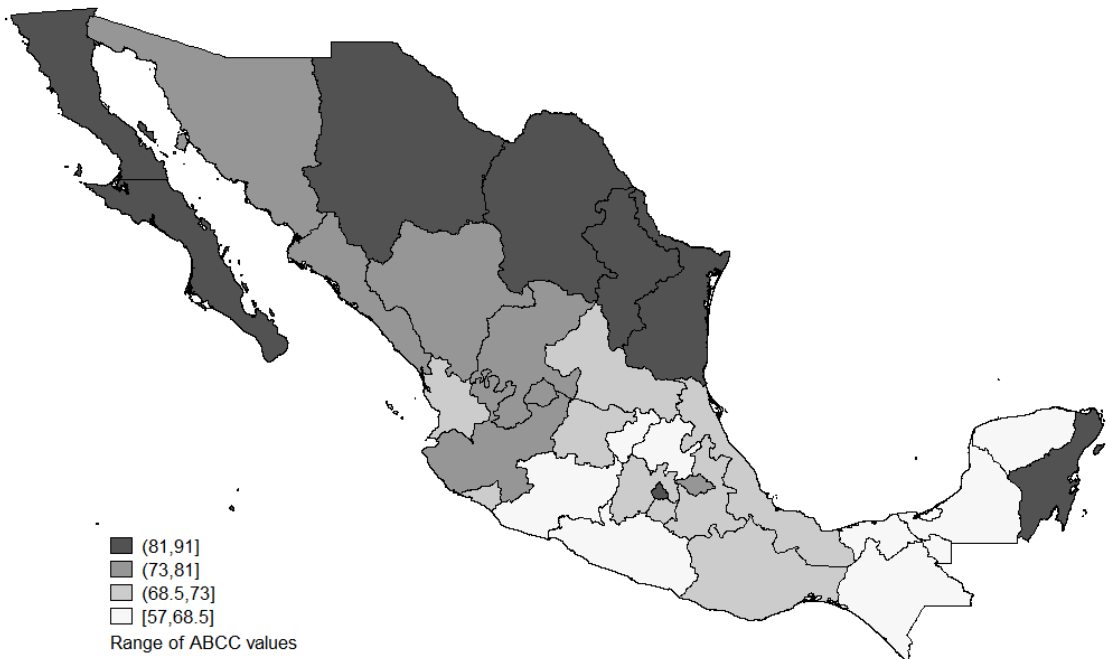 (81,91]
(73,81]
(68.5,73]
[57,68.5]
Range of ABCC values